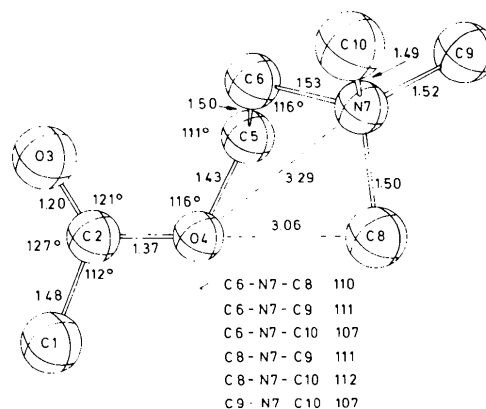 C10
C9
1.49
C6
153
N7
1.52
116°
1.50
C5
111°
O3
1.43
3.29
1.50
1.20
121°
116°
C2
O4
3.06
C8
127°
1.37
112°
1.48
C1
C6-N7-C8 110
C6-N7-C9 111
C6-N7-C10 107
C8-N7-C9 111
C8-N7-C10 112
C9-N7 C10 107